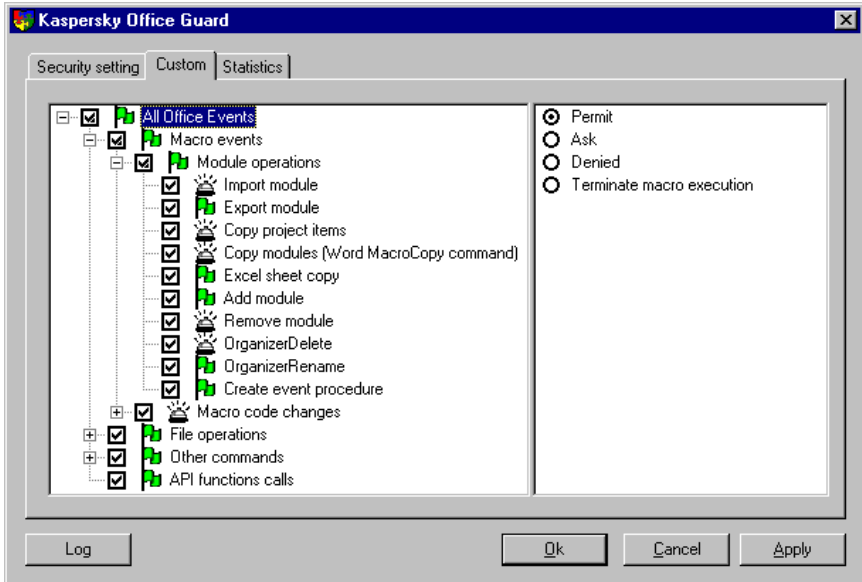 Kaspersky Office Guard
Security setting Custom Statistics
All Office Events
Macro events
Module operations
Import module
Export module
Copy project items
Copy modules (Word MacroCopy command)
Excel sheet copy
Add module
Remove module
OrganizerDelete
OrganizerRename
Create event procedure
Macro code changes
File operations
Other commands
API functions calls
Permit
Ask
Denied
Terminate macro execution
Log Ok Cancel Apply